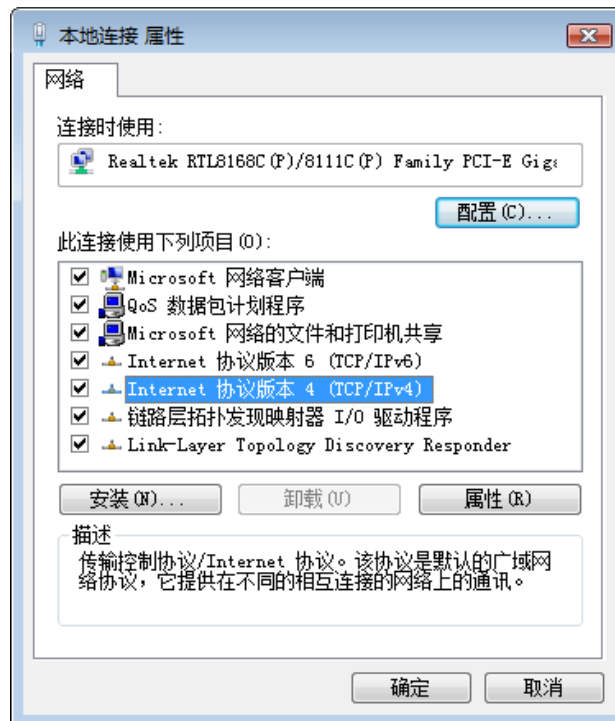 本地连接 属性
网络
连接时使用:
Realtek RTL8168C(P)/8111C(P) Family PCI-E Giga
配置(C)...
此连接使用下列项目(O):
Microsoft 网络客户端
QoS 数据包计划程序
Microsoft 网络的文件和打印机共享
Internet 协议版本 6 (TCP/IPv6)
Internet 协议版本 4 (TCP/IPv4)
链路层拓扑发现映射器 I/O 驱动程序
Link-Layer Topology Discovery Responder
安装(N)...
卸载(U)
属性(R)
描述
传输控制协议/Internet 协议。该协议是默认的广域网
络协议，它提供在不同的相互连接的网络上的通讯。
确定
取消